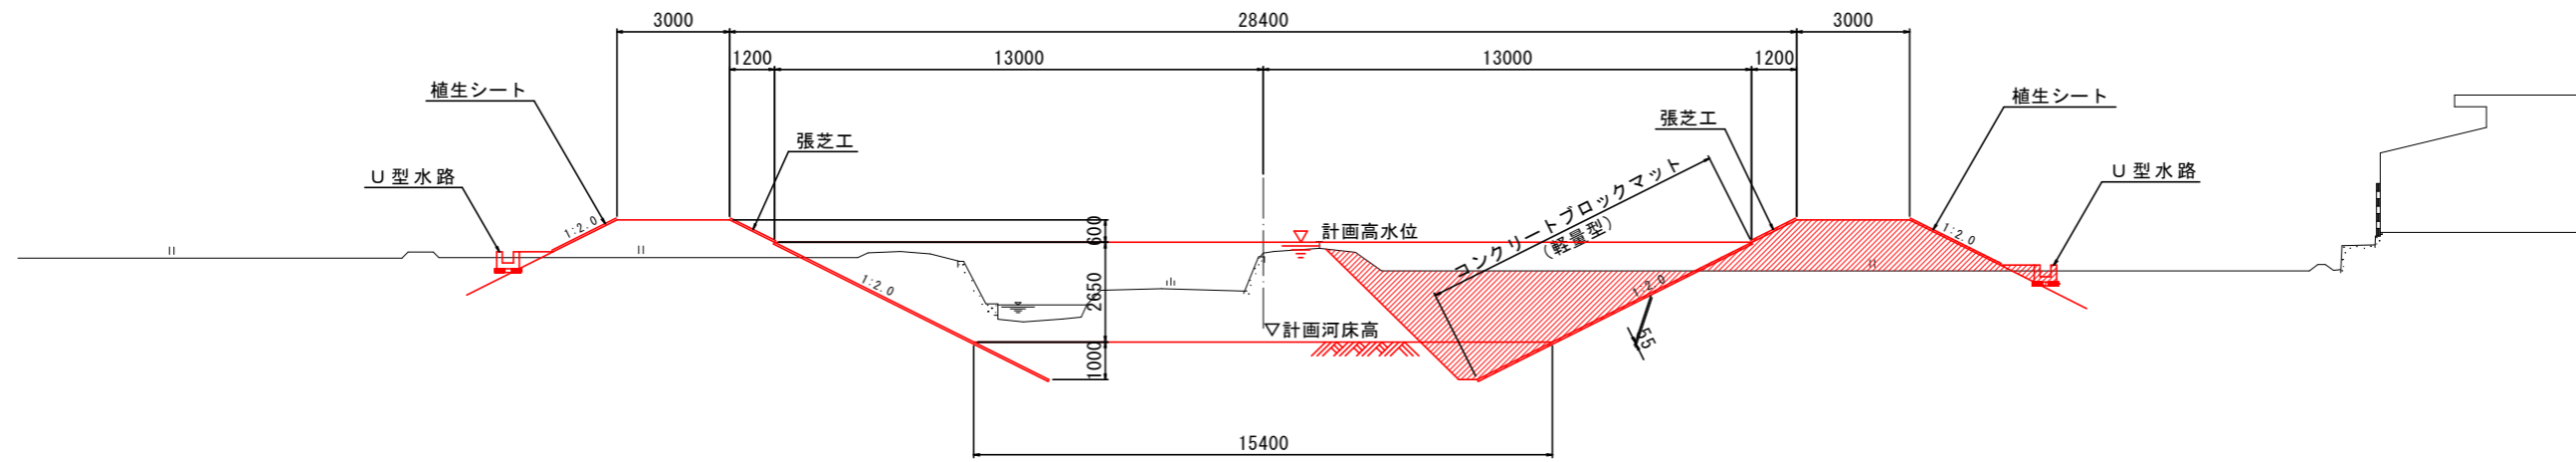 3000
28400
3000
1200
13000
13000
1200
植生シート
張芝工
U型水路
1:2.0
1:2.0
600
2650
1000
計画高水位
計画河床高
コンクリートブロックマット
(軽量型)
張芝工
植生シート
U型水路
1:2.0
1:2.0
55
15400